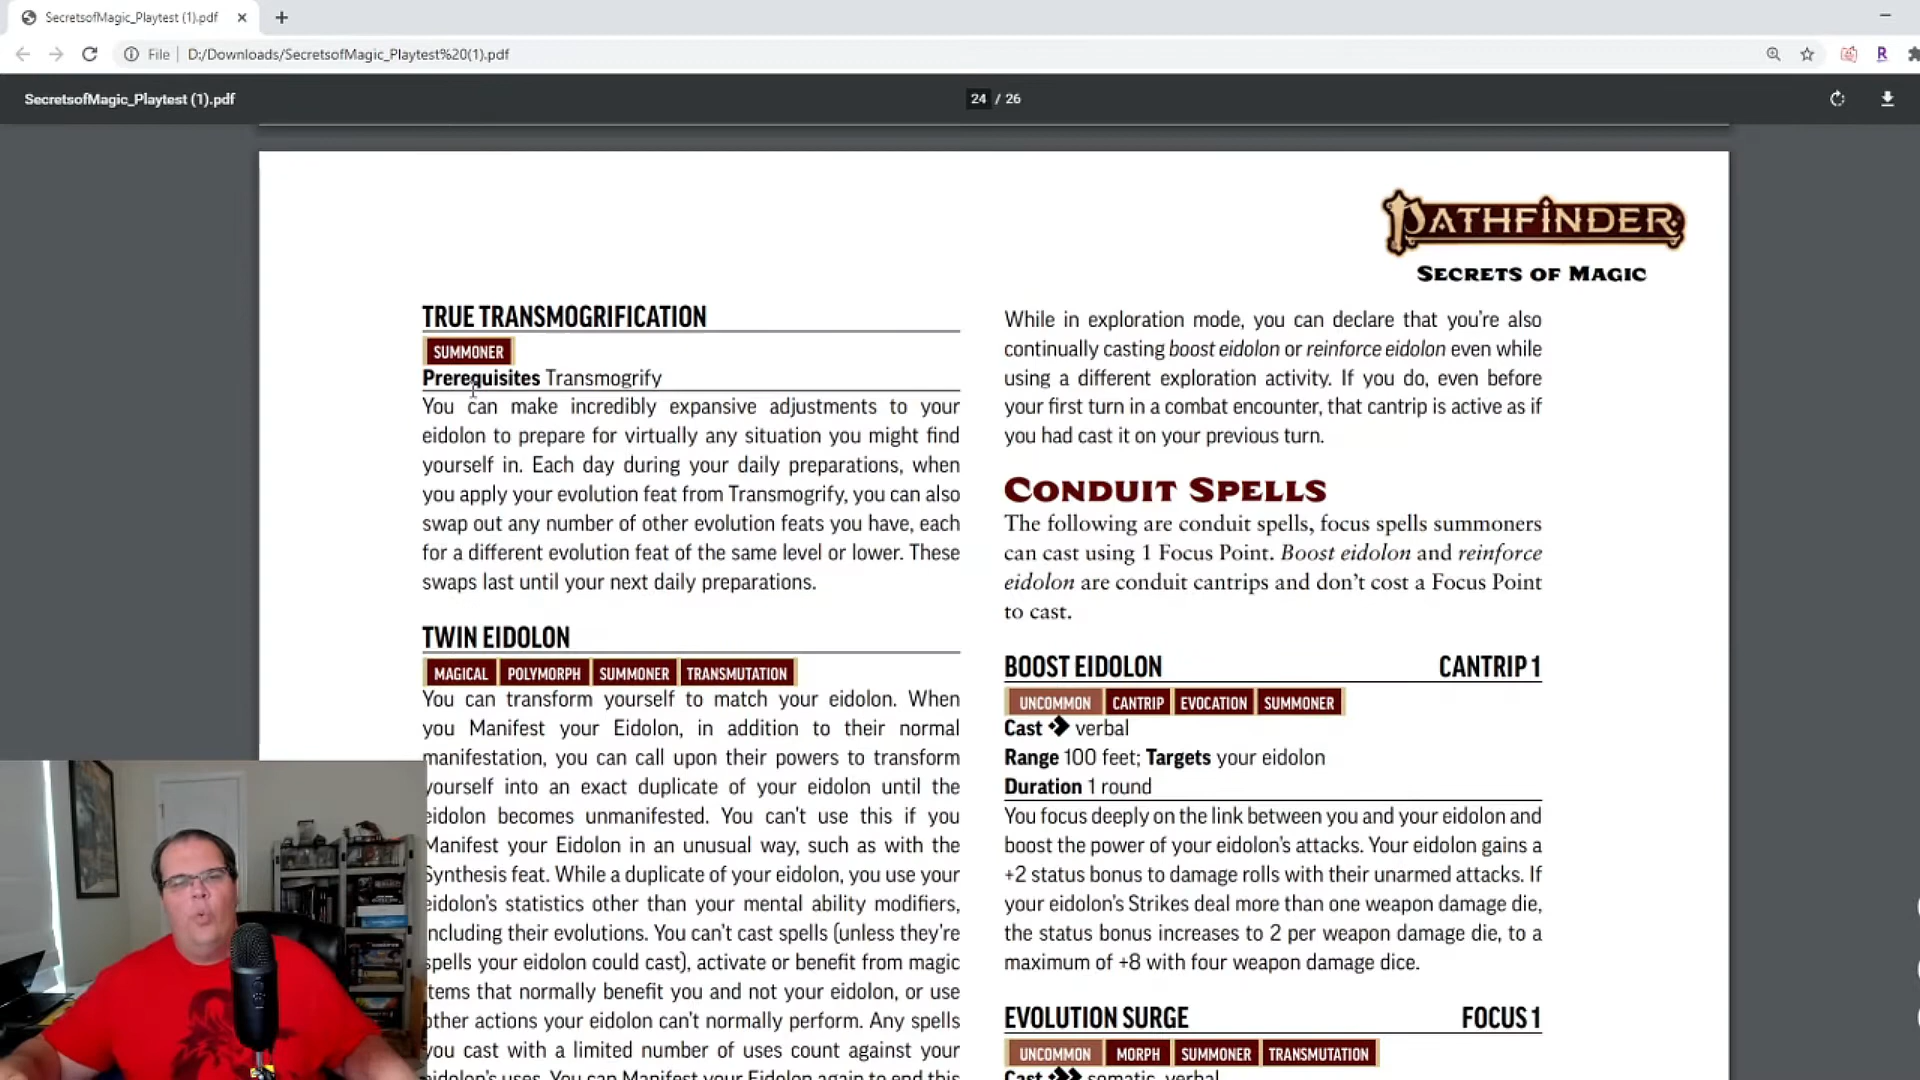 SecretsofMagic_Playtest (1).pdf
File
D:/Downloads/SecretsofMagic_Playtest%20(1).pdf
R
SecretsofMagic_Playtest (1).pdf
24 / 26
PATHFINDER
SECRETS OF MAGIC
TRUE TRANSMOGRIFICATION
SUMMONER
Prerequisites Transmogrify
You can make incredibly expansive adjustments to your
eidolon to prepare for virtually any situation you might find
yourself in. Each day during your daily preparations, when
you apply your evolution feat from Transmogrify, you can also
swap out any number of other evolution feats you have, each
for a different evolution feat of the same level or lower. These
swaps last until your next daily preparations.
TWIN EIDOLON
MAGICAL POLYMORPH SUMMONER TRANSMUTATION
You can transform yourself to match your eidolon. When
you Manifest your Eidolon, in addition to their normal
manifestation, you can call upon their powers to transform
yourself into an exact duplicate of your eidolon until the
eidolon becomes unmanifested. You can't use this if you
Manifest your Eidolon in an unusual way, such as with the
Synthesis feat. While a duplicate of your eidolon, you use your
eidolon's statistics other than your mental ability modifiers,
including their evolutions. You can't cast spells (unless they're
spells your eidolon could cast), activate or benefit from magic
items that normally benefit you and not your eidolon, or use
other actions your eidolon can't normally perform. Any spells
you cast with a limited number of uses count against your
eidolon's uses. You can Manifest your Eidolon again to end this
While in exploration mode, you can declare that you're also
continually casting boost eidolon or reinforce eidolon even while
using a different exploration activity. If you do, even before
your first turn in a combat encounter, that cantrip is active as if
you had cast it on your previous turn.
CONDUIT SPELLS
The following are conduit spells, focus spells summoners
can cast using 1 Focus Point. Boost eidolon and reinforce
eidolon are conduit cantrips and don't cost a Focus Point
to cast.
BOOST EIDOLON CANTRIP 1
UNCOMMON CANTRIP EVOCATION SUMMONER
Cast verbal
Range 100 feet; Targets your eidolon
Duration 1 round
You focus deeply on the link between you and your eidolon and
boost the power of your eidolon's attacks. Your eidolon gains a
+2 status bonus to damage rolls with their unarmed attacks. If
your eidolon's Strikes deal more than one weapon damage die,
the status bonus increases to 2 per weapon damage die, to a
maximum of +8 with four weapon damage dice.
EVOLUTION SURGE FOCUS 1
UNCOMMON MORPH SUMMONER TRANSMUTATION
Cast somatic, verbal